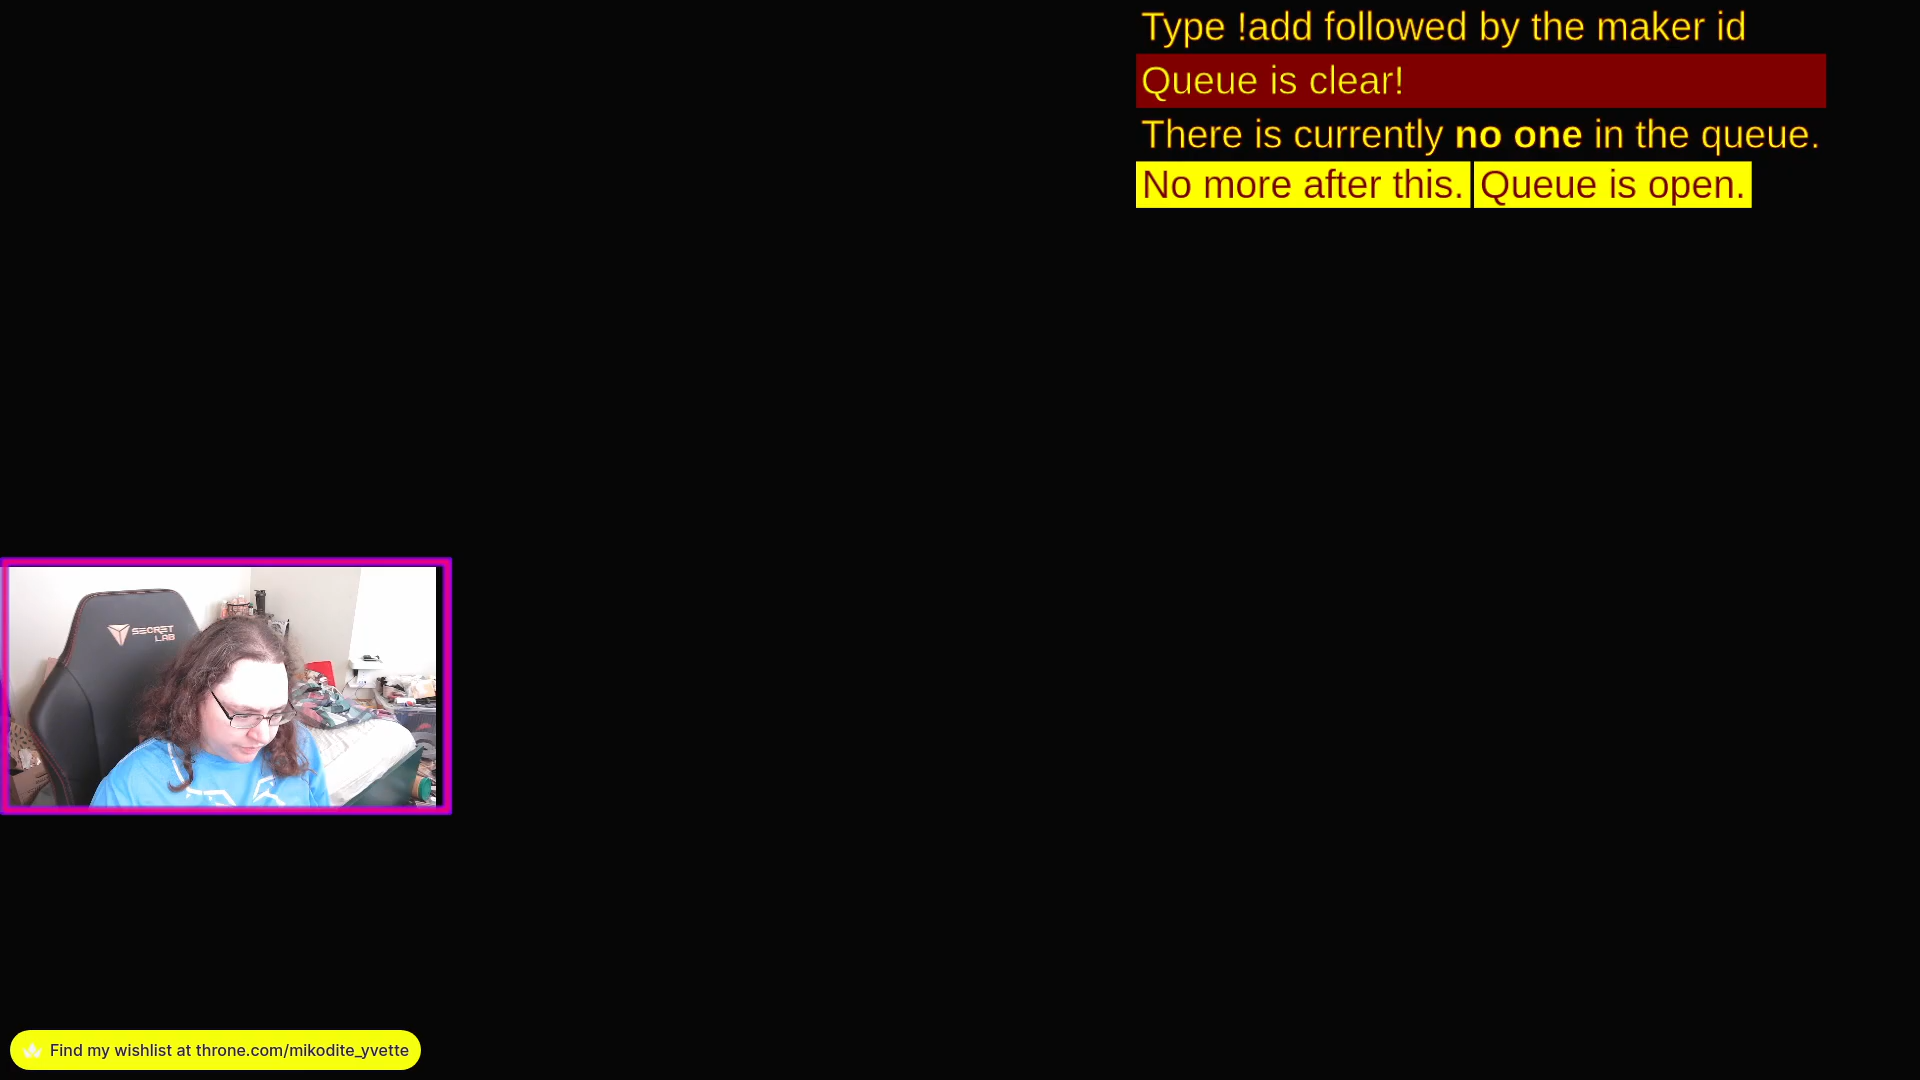 Type !add followed by the maker id
Queue is clear!
There is currently no one in the queue.
No more after this. Queue is open.
SECRET
LAB
Find my wishlist at throne.com/mikodite_yvette